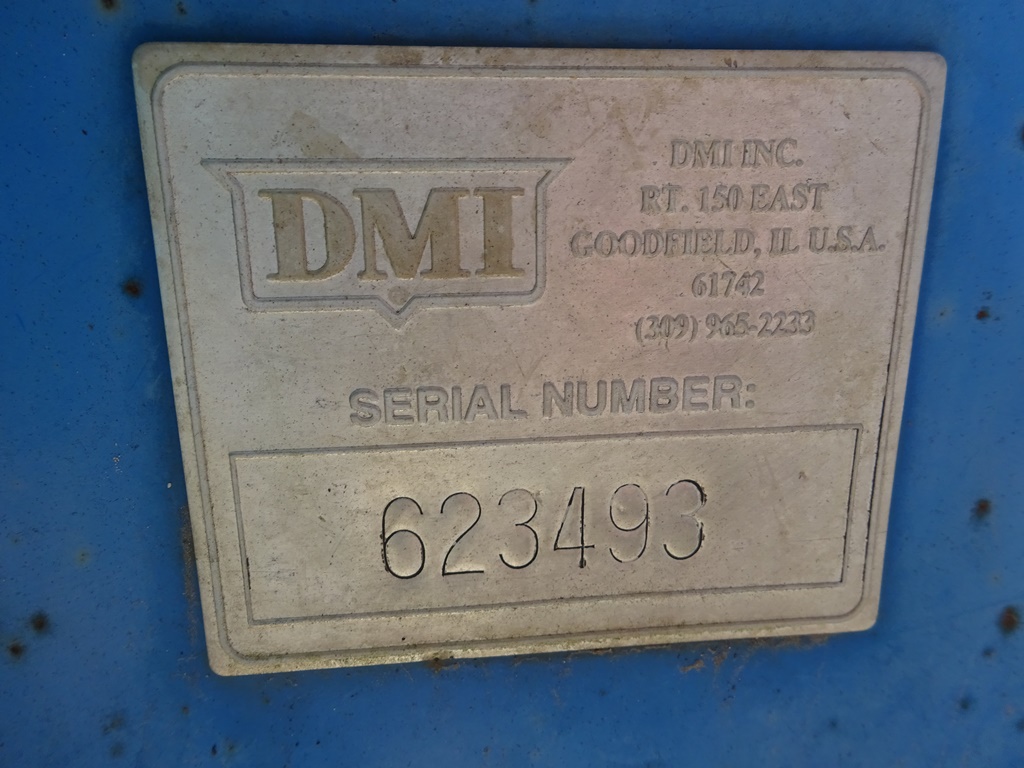 DMI
DMI INC.
RT. 150 EAST
GOODFIELD, IL U.S.A.
61742
(309) 965-2233
SERIAL NUMBER:
623493